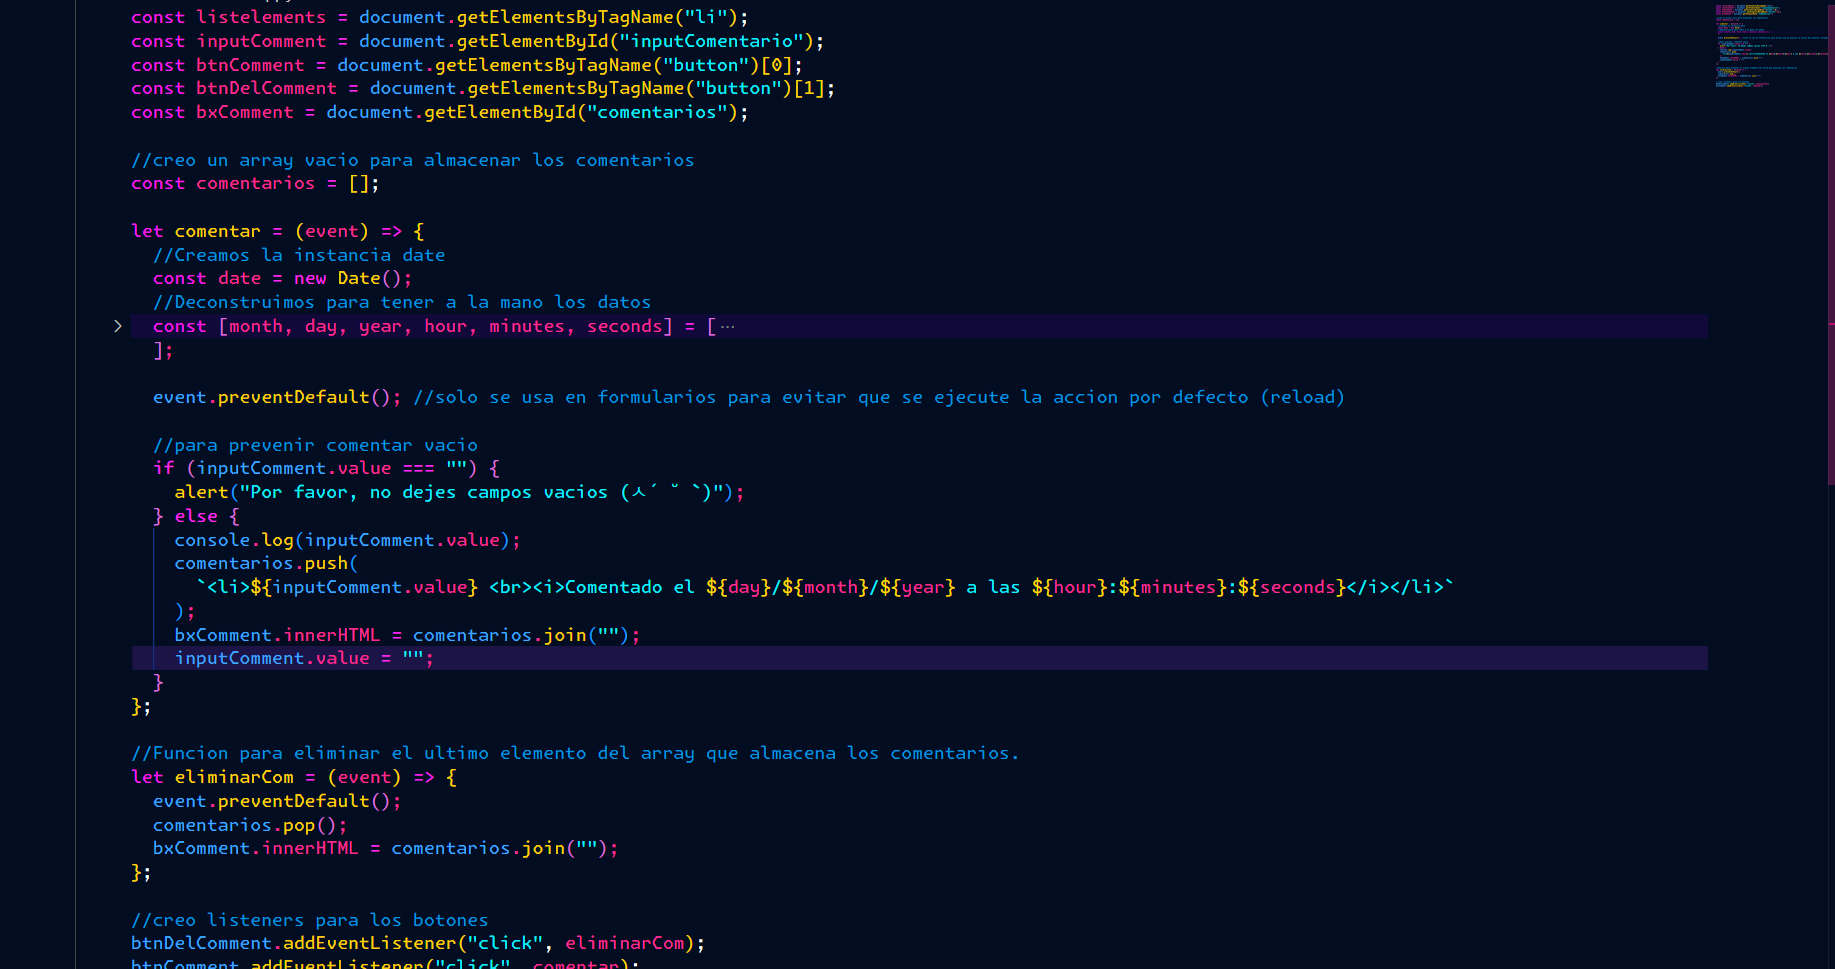 const listelements = document.getElementsByTagName("li");
const inputComment = document.getElementById("inputComentario");
const btnComment = document.getElementsByTagName("button")[0];
const btnDelComment = document.getElementsByTagName("button")[1];
const bxComment = document.getElementById("comentarios");
//creo un array vacio para almacenar los comentarios
const comentarios = [];
let comentar = (event) => {
//Creamos la instancia date
const date = new Date();
//Deconstruimos para tener a la mano los datos
const [month, day, year, hour, minutes, seconds] = [···
];
event.preventDefault(); //solo se usa en formularios para evitar que se ejecute la accion por defecto (reload)
//para prevenir comentar vacio
if (inputComment.value === "") {
alert("Por favor, no dejes campos vacios (ㅅ´ ˘ `)");
} else {
console.log(inputComment.value);
comentarios.push(
`<li>${inputComment.value} <br><i>Comentado el ${day}/${month}/${year} a las ${hour}:${minutes}:${seconds}</i></li>`
);
bxComment.innerHTML = comentarios.join("");
inputComment.value = "";
}
};
//Funcion para eliminar el ultimo elemento del array que almacena los comentarios.
let eliminarCom = (event) => {
event.preventDefault();
comentarios.pop();
bxComment.innerHTML = comentarios.join("");
};
//creo listeners para los botones
btnDelComment.addEventListener("click", eliminarCom);
btnComment.addEventListener("click", comentar);